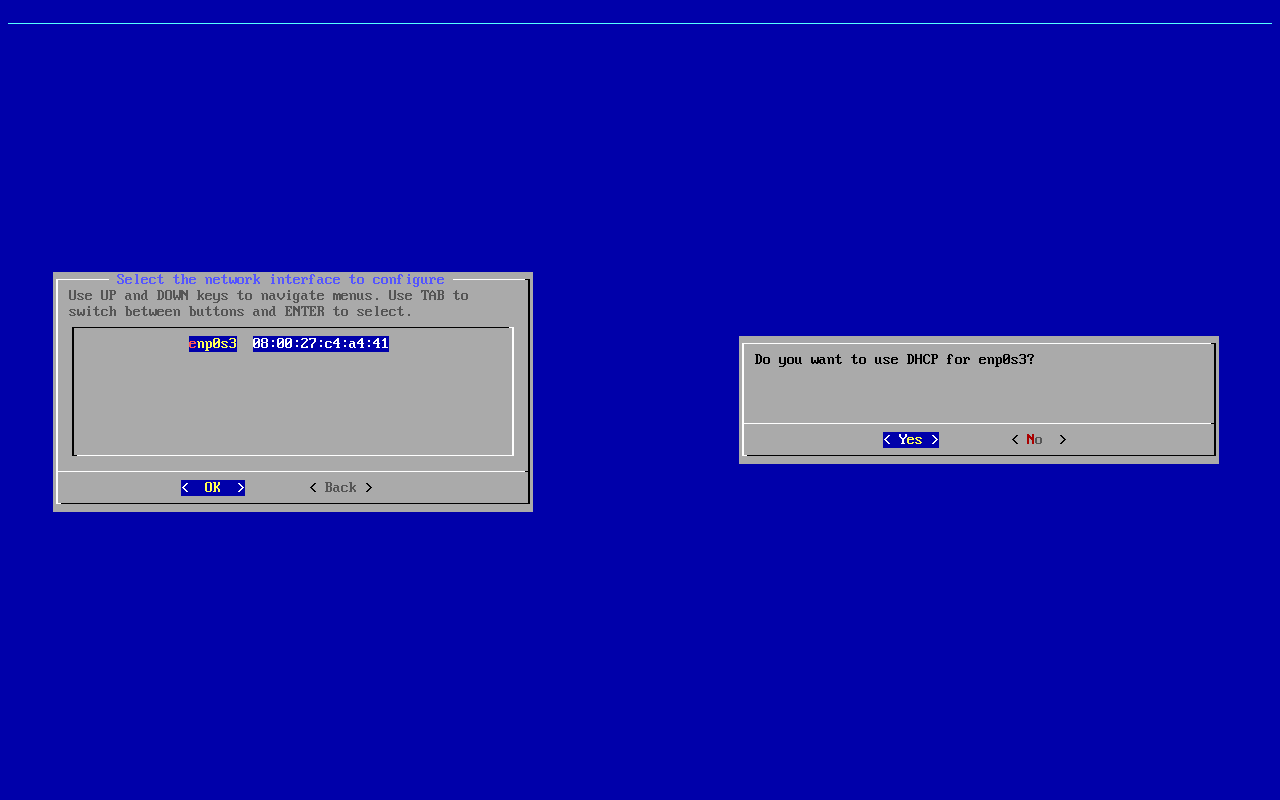 Select the network interface to configure
Use UP and DOWN keys to navigate menus. Use TAB to
switch between buttons and ENTER to select.
enp0s3 08:00:27:c4:a4:41
< OK > < Back >
Do you want to use DHCP for enp0s3?
< Yes > < No >